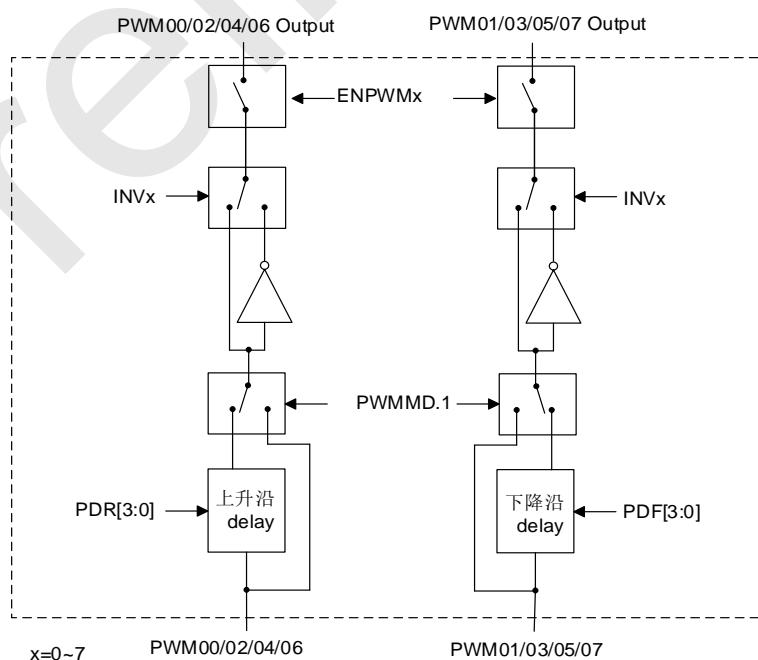 PWM00/02/04/06 Output
PWM01/03/05/07 Output
ENPWMx
INVx
INVx
PWMMD.1
PDR[3:0]
上升沿
delay
下降沿
delay
PDF[3:0]
x=0~7
PWM00/02/04/06
PWM01/03/05/07